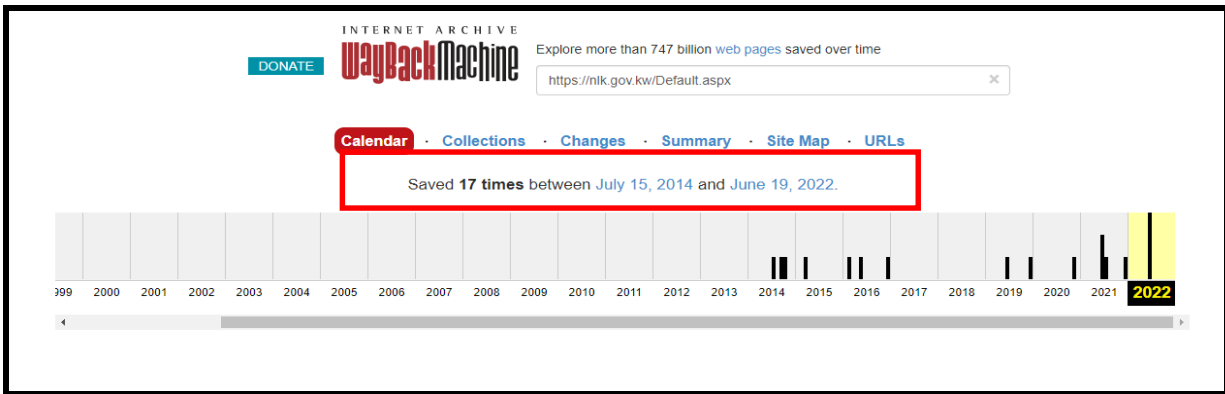 INTERNET ARCHIVE
DONATE
WayBackMachine
Explore more than 747 billion web pages saved over time
https://nlk.gov.kw/Default.aspx ×
Calendar · Collections · Changes · Summary · Site Map · URLs
Saved 17 times between July 15, 2014 and June 19, 2022.
999 2000 2001 2002 2003 2004 2005 2006 2007 2008 2009 2010 2011 2012 2013 2014 2015 2016 2017 2018 2019 2020 2021 2022